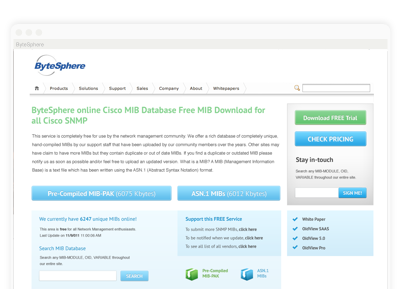 ByteSphere
ByteSphere
Products Solutions Support Sales Company About Whitepapers
ByteSphere online Cisco MIB Database Free MIB Download for
all Cisco SNMP
This service is completely free for use by the network management community. We offer a rich database of completely unique
hand-compiled MIBs by our support staff that have been uploaded by our community members over the years. Other sites may
claim to have more MIBs but they contain duplicate or out of date MIBs. If you find a duplicate or outdated MIB please
notify us as soon as possible and/or feel free to upload an updated version. What is a MIB? A MIB (Management Information
Base) is a text file which has been written using the ASN.1 (Abstract Syntax Notation) format.
Pre-Compiled MIB-PAK (6075 Kbytes)
ASN.1 MIBs (6012 Kbytes)
Download FREE Trial
CHECK PRICING
Stay in-touch
Search any MIB-MODULE, OID,
VARIABLE throughout our entire site.
SIGN ME!
We currently have 6247 unique MIBs online!
This area is free for all Network Management enthusiasts.
Last Update on
Search MIB Database
Search any MIB-MODULE, OID, VARIABLE throughout
our entire site.
SEARCH
Support this FREE Service
To submit more SNMP MIBs, click here
To be notified when we update, click here
To see all list of all vendors, click here
Pre-Compiled
MIB-PAK
ASN.1
MIBs
White Paper
OidView SAAS
OidView 5.0
OidView Pro